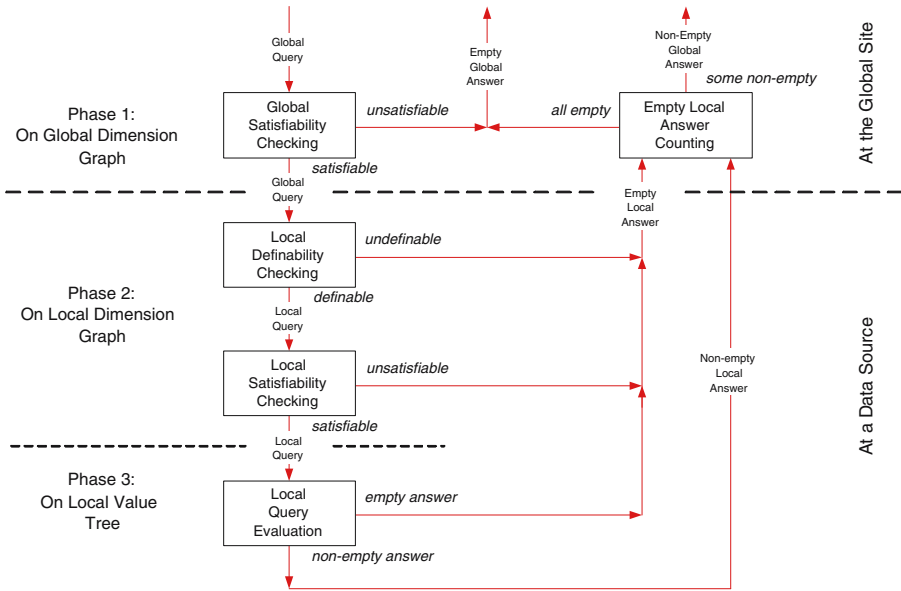 Global
Query
Empty
Global
Answer
Non-Empty
Global
Answer
some non-empty
At the Global Site
Phase 1:
On Global Dimension
Graph
Global
Satisfiability
Checking
unsatisfiable
all empty
Empty Local
Answer
Counting
satisfiable
Global
Query
Empty
Local
Answer
Phase 2:
On Local Dimension
Graph
Local
Definability
Checking
undefinable
definable
Local
Query
Local
Satisfiability
Checking
unsatisfiable
Non-empty
Local
Answer
At a Data Source
satisfiable
Local
Query
Phase 3:
On Local Value
Tree
Local
Query
Evaluation
empty answer
non-empty answer